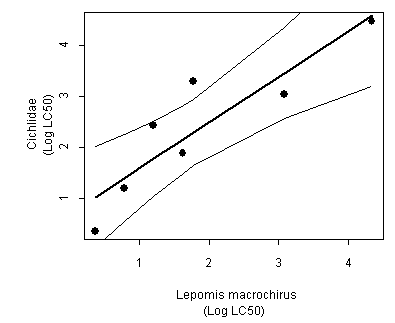 Cichlidae
(Log LC50)
4
3
2
1
1 2 3 4
Lepomis macrochirus
(Log LC50)